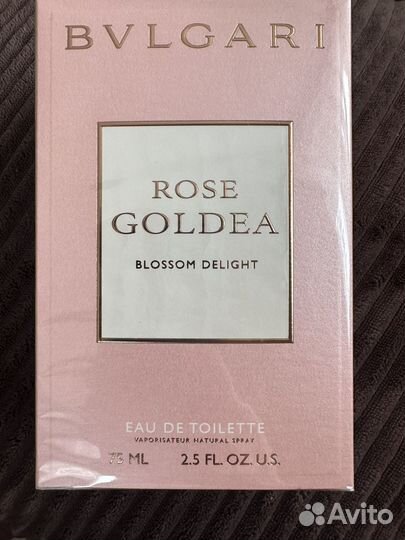 BVLGARI
ROSE
GOLDEA
BLOSSOM DELIGHT
EAU DE TOILETTE
VAPORISATEUR NATURAL SPRAY
75 ML 2.5 FL. OZ. U.S.
Avito